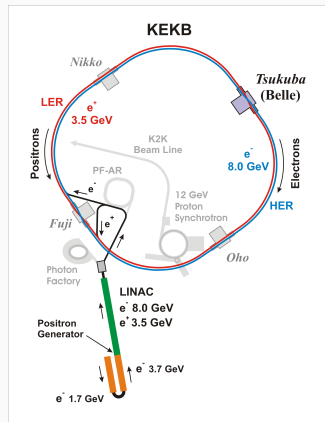 KEKB
Nikko
Tsukuba
(Belle)
LER
e+
3.5 GeV
K2K
Beam Line
e-
8.0 GeV
Positrons
Electrons
PF-AR
e-
12 GeV
Proton
Synchrotron
HER
e+
Fuji
Oho
Photon
Factory
LINAC
e- 8.0 GeV
e+ 3.5 GeV
Positron
Generator
e- 3.7 GeV
e- 1.7 GeV